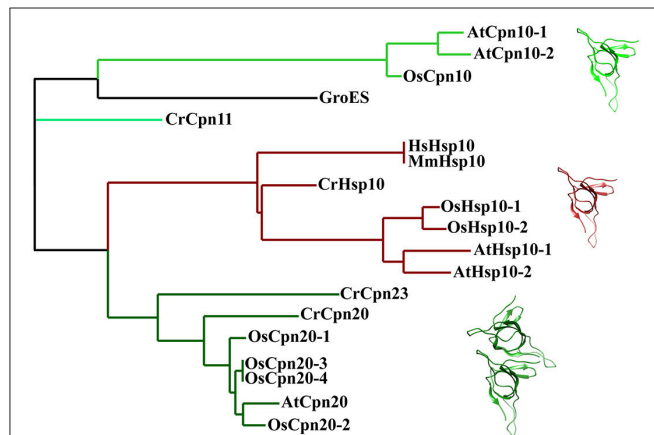 AtCpn10-1
AtCpn10-2
OsCpn10
GroES
CrCpn11
HsHsp10
MmHsp10
CrHsp10
OsHsp10-1
OsHsp10-2
AtHsp10-1
AtHsp10-2
CrCpn23
CrCpn20
OsCpn20-1
OsCpn20-3
OsCpn20-4
AtCpn20
OsCpn20-2